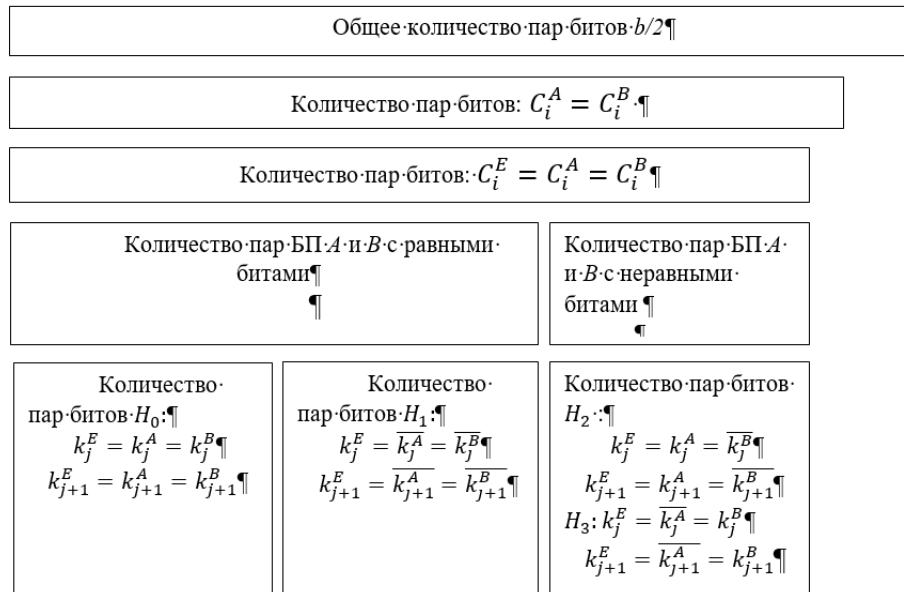 Общее·количество·пар·битов·b/2¶
Количество·пар·битов: C_i^A = C_i^B·¶
Количество·пар·битов:·C_i^E = C_i^A = C_i^B¶
Количество·пар·БП·A·и·B·с·равными·
битами¶
¶
Количество·пар·БП·A·
и·B·с·неравными·
битами ¶
¶
Количество·
пар·битов·H₀:¶
k_j^E = k_j^A = k_j^B¶
k_{j+1}^E = k_{j+1}^A = k_{j+1}^B¶
Количество·
пар·битов·H₁:¶
k_j^E = \overline{k_j^A} = \overline{k_j^B}¶
k_{j+1}^E = \overline{k_{j+1}^A} = \overline{k_{j+1}^B}¶
Количество·пар·битов·
H₂·:¶
k_j^E = k_j^A = \overline{k_j^B}¶
k_{j+1}^E = k_{j+1}^A = \overline{k_{j+1}^B}¶
H₃: k_j^E = \overline{k_j^A} = k_j^B¶
k_{j+1}^E = \overline{k_{j+1}^A} = k_{j+1}^B¶